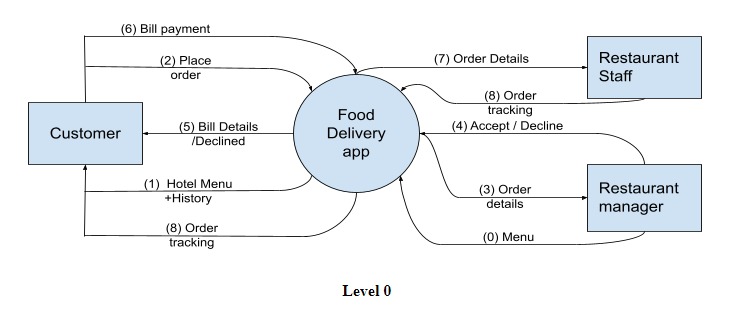 (6) Bill payment
(2) Place
order
(7) Order Details
Restaurant
Staff
(8) Order
tracking
Customer
(5) Bill Details
/Declined
Food
Delivery
app
(4) Accept / Decline
(1) Hotel Menu
+History
(3) Order
details
Restaurant
manager
(8) Order
tracking
(0) Menu
Level 0